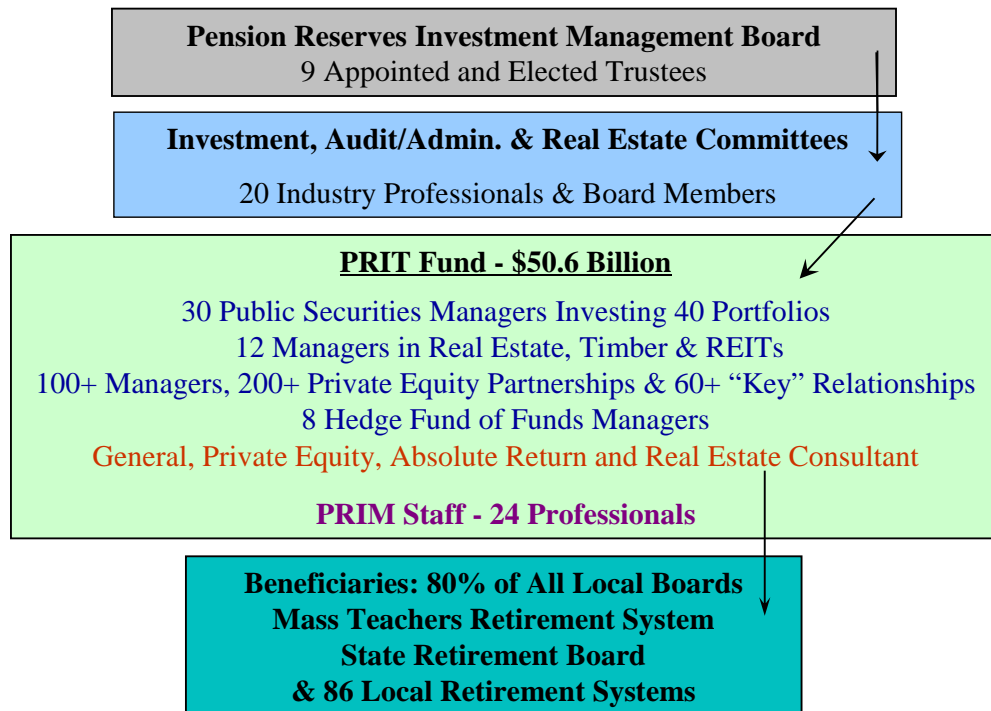 Pension Reserves Investment Management Board
9 Appointed and Elected Trustees
Investment, Audit/Admin. & Real Estate Committees
20 Industry Professionals & Board Members
PRIT Fund - $50.6 Billion
30 Public Securities Managers Investing 40 Portfolios
12 Managers in Real Estate, Timber & REITs
100+ Managers, 200+ Private Equity Partnerships & 60+ “Key” Relationships
8 Hedge Fund of Funds Managers
General, Private Equity, Absolute Return and Real Estate Consultant
PRIM Staff - 24 Professionals
Beneficiaries: 80% of All Local Boards
Mass Teachers Retirement System
State Retirement Board
& 86 Local Retirement Systems